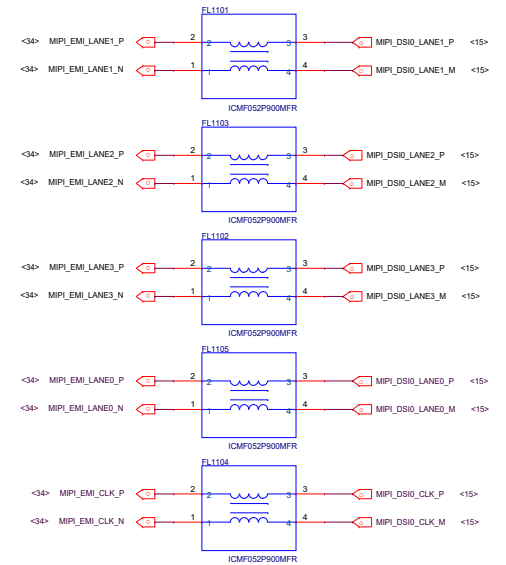 FL1101
<34> MIPI_EMI_LANE1_P 2 2 3 3 MIPI_DSI0_LANE1_P <15>
<34> MIPI_EMI_LANE1_N 1 1 4 4 MIPI_DSI0_LANE1_M <15>
ICMF052P900MFR
FL1103
<34> MIPI_EMI_LANE2_P 2 2 3 3 MIPI_DSI0_LANE2_P <15>
<34> MIPI_EMI_LANE2_N 1 1 4 4 MIPI_DSI0_LANE2_M <15>
ICMF052P900MFR
FL1102
<34> MIPI_EMI_LANE3_P 2 2 3 3 MIPI_DSI0_LANE3_P <15>
<34> MIPI_EMI_LANE3_N 1 1 4 4 MIPI_DSI0_LANE3_M <15>
ICMF052P900MFR
FL1105
<34> MIPI_EMI_LANE0_P 2 2 3 3 MIPI_DSI0_LANE0_P <15>
<34> MIPI_EMI_LANE0_N 1 1 4 4 MIPI_DSI0_LANE0_M <15>
ICMF052P900MFR
FL1104
<34> MIPI_EMI_CLK_P 2 2 3 3 MIPI_DSI0_CLK_P <15>
<34> MIPI_EMI_CLK_N 1 1 4 4 MIPI_DSI0_CLK_M <15>
ICMF052P900MFR